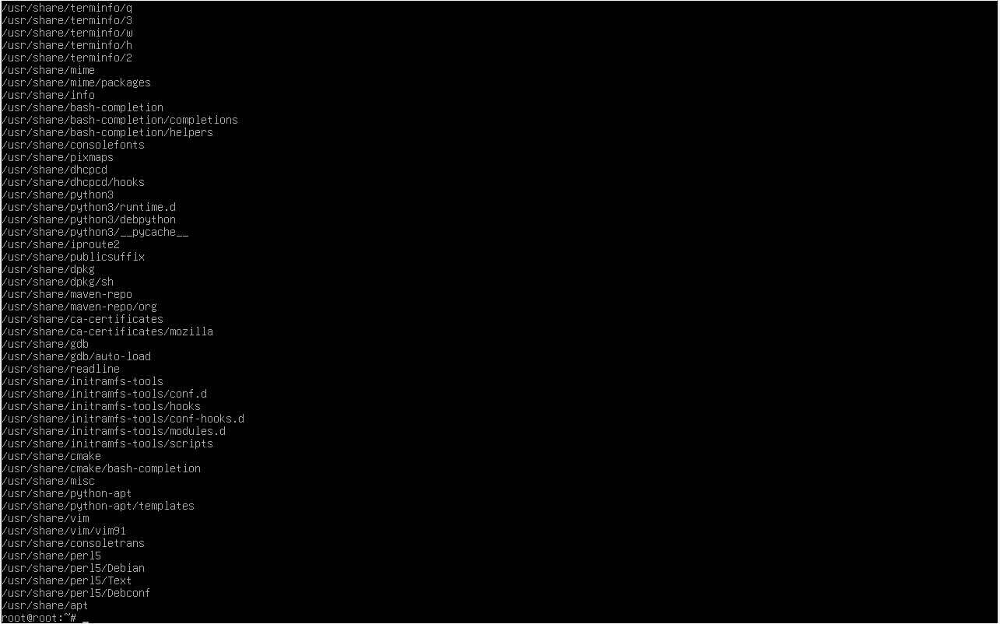 /usr/share/terminfo/q
/usr/share/terminfo/3
/usr/share/terminfo/w
/usr/share/terminfo/h
/usr/share/terminfo/2
/usr/share/mime
/usr/share/mime/packages
/usr/share/info
/usr/share/bash-completion
/usr/share/bash-completion/completions
/usr/share/bash-completion/helpers
/usr/share/consolefonts
/usr/share/pixmaps
/usr/share/dhcpcd
/usr/share/dhcpcd/hooks
/usr/share/python3
/usr/share/python3/runtime.d
/usr/share/python3/debpython
/usr/share/python3/__pycache__
/usr/share/iproute2
/usr/share/publicsuffix
/usr/share/dpkg
/usr/share/dpkg/sh
/usr/share/maven-repo
/usr/share/maven-repo/org
/usr/share/ca-certificates
/usr/share/ca-certificates/mozilla
/usr/share/gdb
/usr/share/gdb/auto-load
/usr/share/readline
/usr/share/initramfs-tools
/usr/share/initramfs-tools/conf.d
/usr/share/initramfs-tools/hooks
/usr/share/initramfs-tools/conf-hooks.d
/usr/share/initramfs-tools/modules.d
/usr/share/initramfs-tools/scripts
/usr/share/cmake
/usr/share/cmake/bash-completion
/usr/share/misc
/usr/share/python-apt
/usr/share/python-apt/templates
/usr/share/vim
/usr/share/vim/vim91
/usr/share/consoletrans
/usr/share/perl5
/usr/share/perl5/Debian
/usr/share/perl5/Text
/usr/share/perl5/Debconf
/usr/share/apt
root@root:~# _